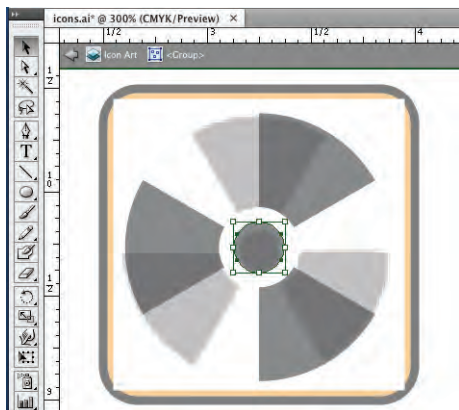 icons.ai* @ 300% (CMYK/Preview) ×
1/2 3 1/2 4
Icon Art <Group>
1
2
1
0
1
2
9
T